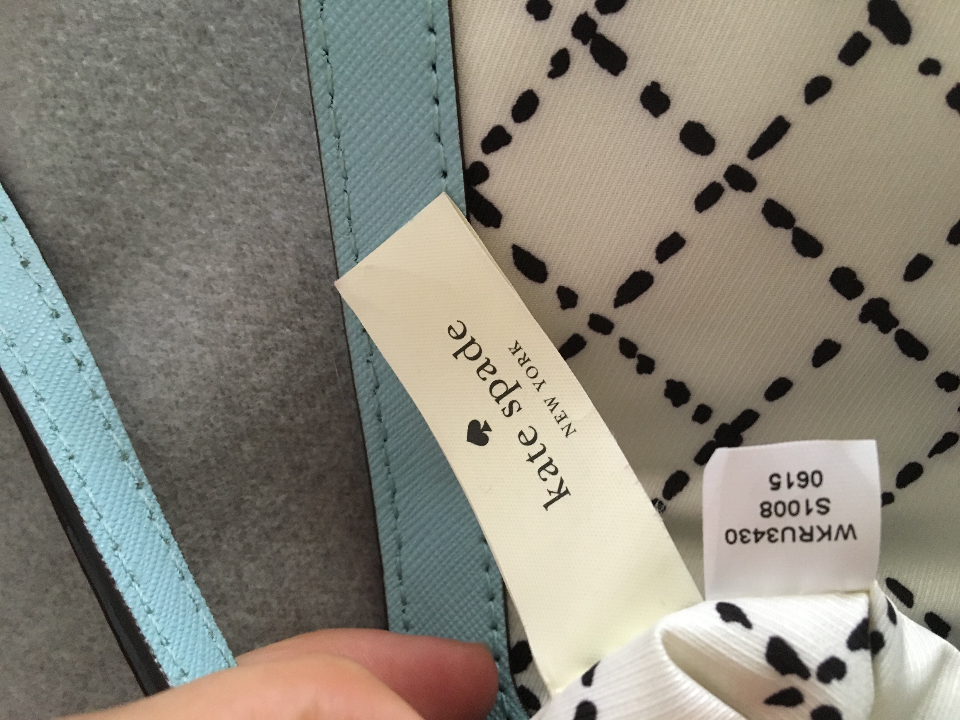 kate spade
NEW YORK
WKRU3430
S1008
0615